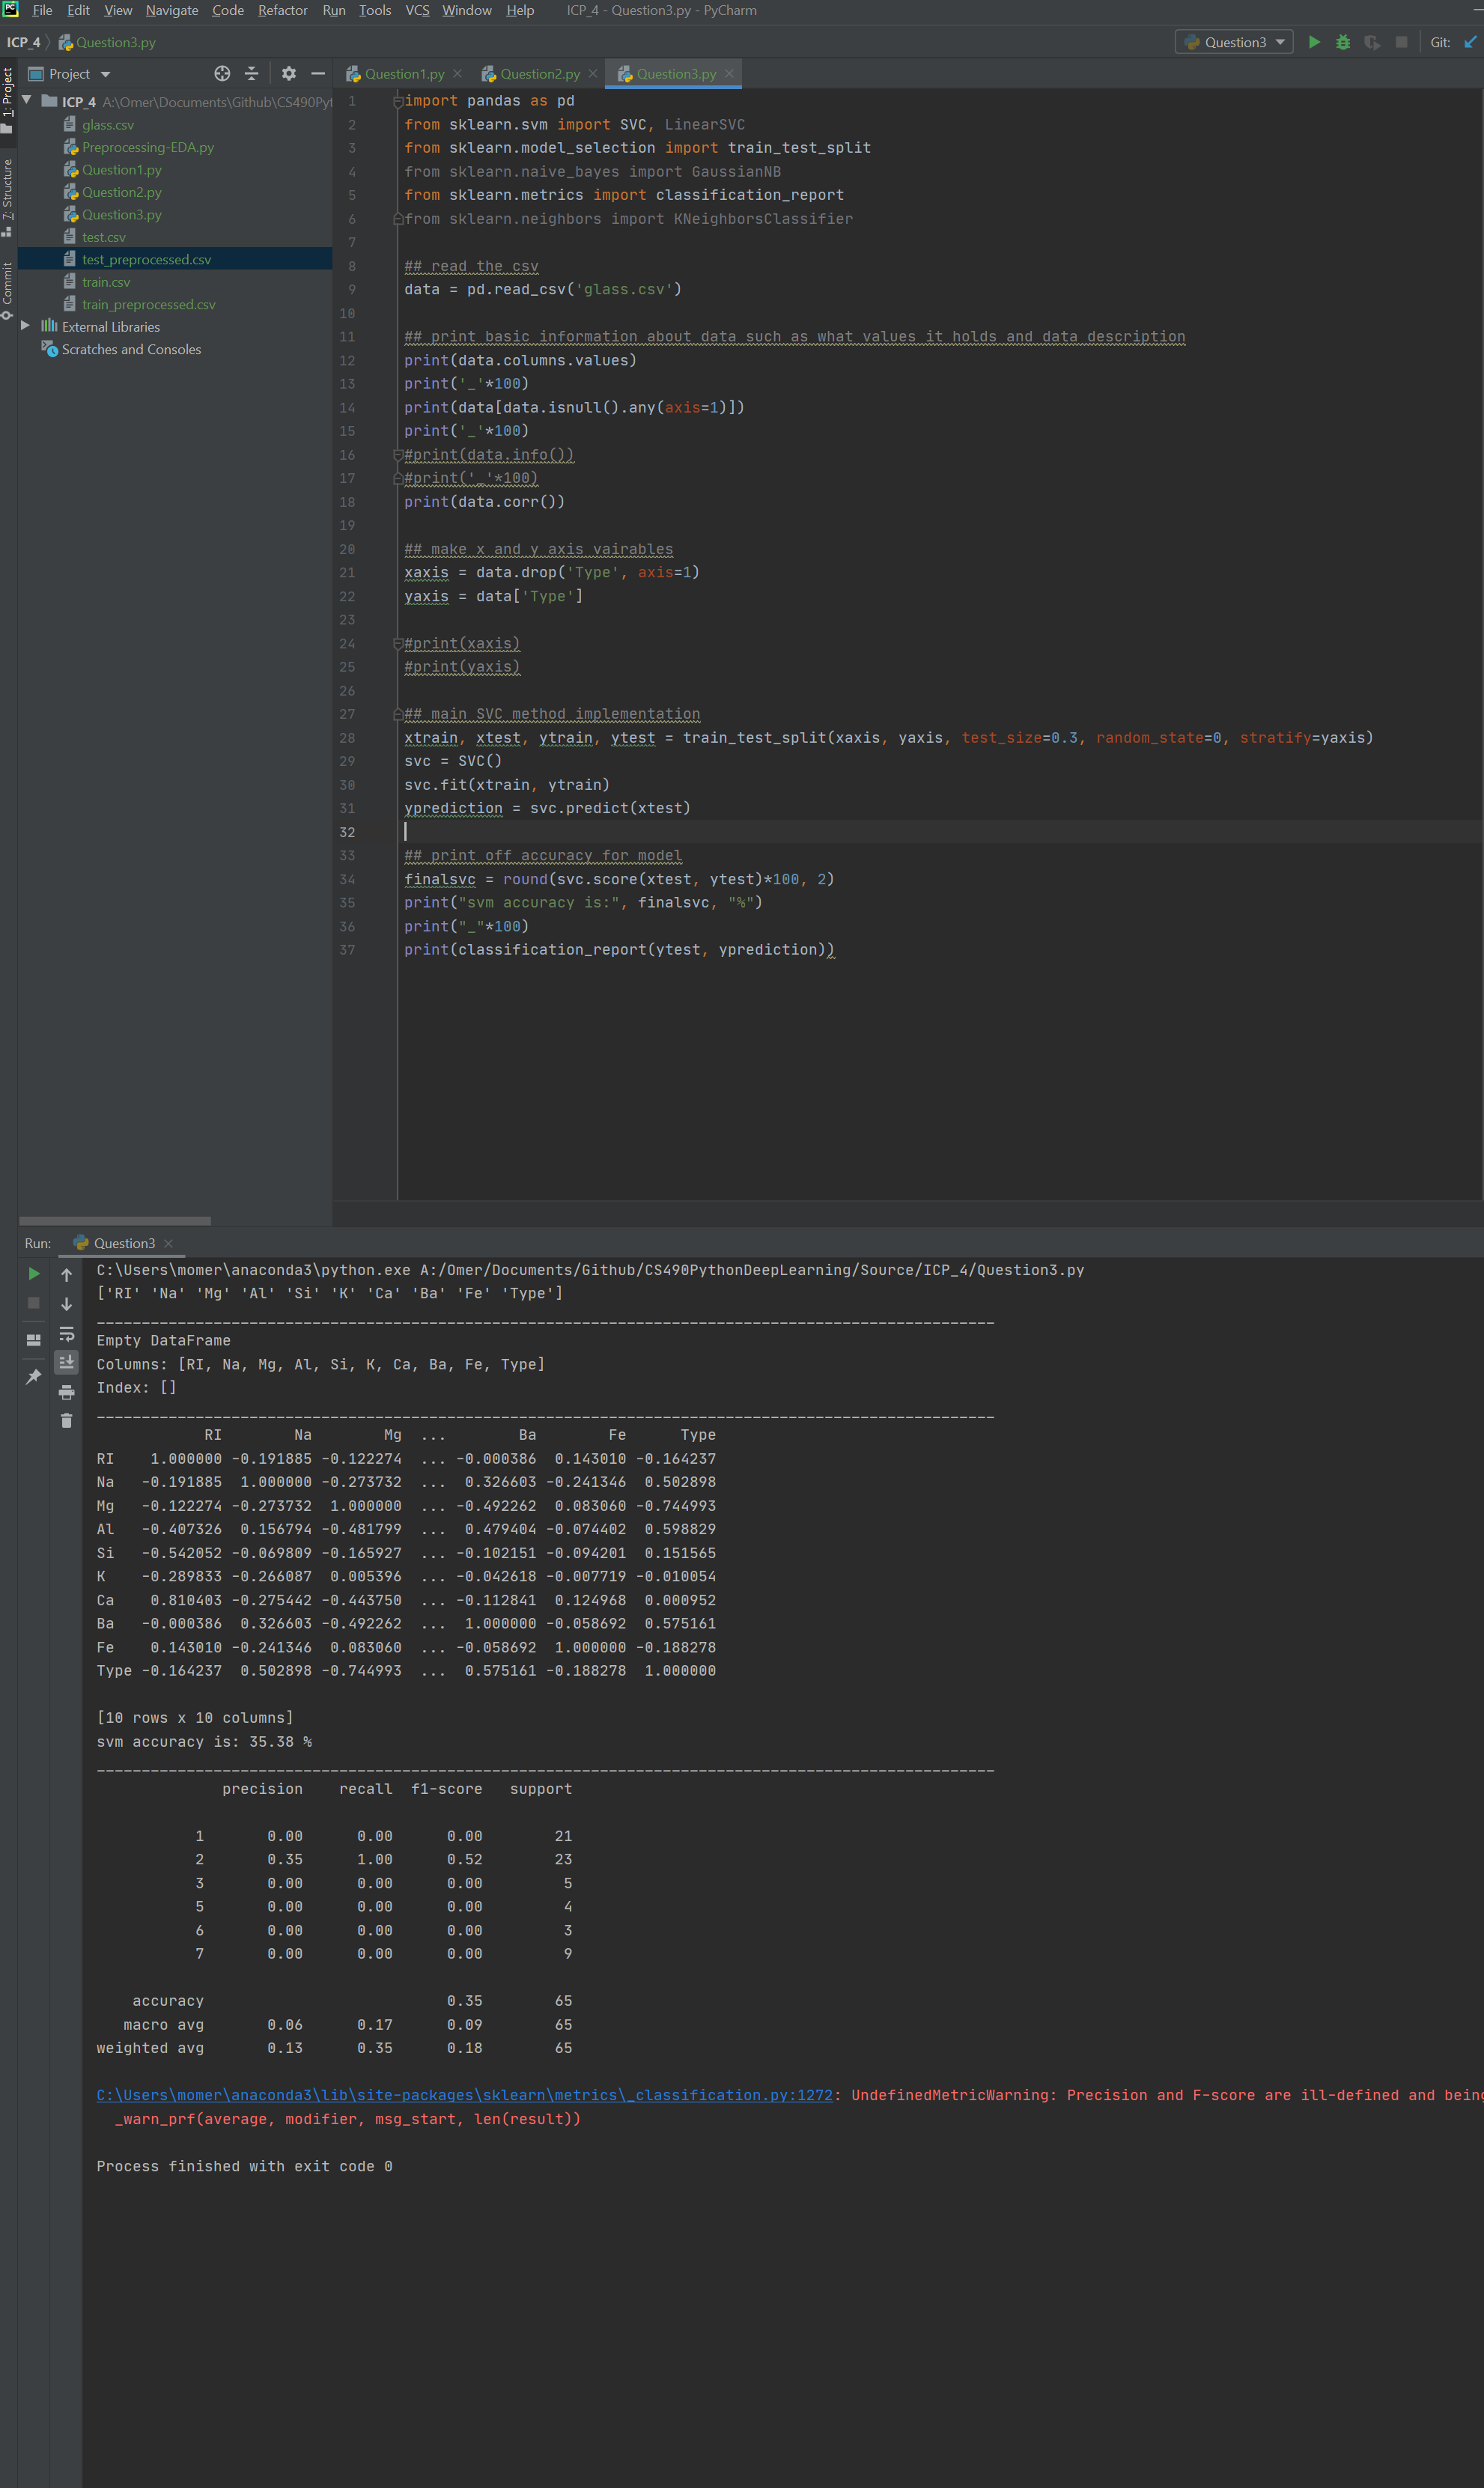 PC File Edit View Navigate Code Refactor Run Tools VCS Window Help ICP_4 - Question3.py - PyCharm
ICP_4 Question3.py Question3 Git:
Project Question1.py Question2.py Question3.py
1: Project
7: Structure
Commit
ICP_4 A:\Omer\Documents\Github\CS490Pyt
glass.csv
Preprocessing-EDA.py
Question1.py
Question2.py
Question3.py
test.csv
test_preprocessed.csv
train.csv
train_preprocessed.csv
External Libraries
Scratches and Consoles
1 import pandas as pd
2 from sklearn.svm import SVC, LinearSVC
3 from sklearn.model_selection import train_test_split
4 from sklearn.naive_bayes import GaussianNB
5 from sklearn.metrics import classification_report
6 from sklearn.neighbors import KNeighborsClassifier
7
8 ## read the csv
9 data = pd.read_csv('glass.csv')
10
11 ## print basic information about data such as what values it holds and data description
12 print(data.columns.values)
13 print('_'*100)
14 print(data[data.isnull().any(axis=1)])
15 print('_'*100)
16 #print(data.info())
17 #print('_'*100)
18 print(data.corr())
19
20 ## make x and y axis vairables
21 xaxis = data.drop('Type', axis=1)
22 yaxis = data['Type']
23
24 #print(xaxis)
25 #print(yaxis)
26
27 ## main SVC method implementation
28 xtrain, xtest, ytrain, ytest = train_test_split(xaxis, yaxis, test_size=0.3, random_state=0, stratify=yaxis)
29 svc = SVC()
30 svc.fit(xtrain, ytrain)
31 yprediction = svc.predict(xtest)
32
33 ## print off accuracy for model
34 finalsvc = round(svc.score(xtest, ytest)*100, 2)
35 print("svm accuracy is:", finalsvc, "%")
36 print("_"*100)
37 print(classification_report(ytest, yprediction))
Run: Question3
C:\Users\momer\anaconda3\python.exe A:/Omer/Documents/Github/CS490PythonDeepLearning/Source/ICP_4/Question3.py
['RI' 'Na' 'Mg' 'Al' 'Si' 'K' 'Ca' 'Ba' 'Fe' 'Type']
____________________________________________________________________________________________________
Empty DataFrame
Columns: [RI, Na, Mg, Al, Si, K, Ca, Ba, Fe, Type]
Index: []
____________________________________________________________________________________________________
RI Na Mg ... Ba Fe Type
RI 1.000000 -0.191885 -0.122274 ... -0.000386 0.143010 -0.164237
Na -0.191885 1.000000 -0.273732 ... 0.326603 -0.241346 0.502898
Mg -0.122274 -0.273732 1.000000 ... -0.492262 0.083060 -0.744993
Al -0.407326 0.156794 -0.481799 ... 0.479404 -0.074402 0.598829
Si -0.542052 -0.069809 -0.165927 ... -0.102151 -0.094201 0.151565
K -0.289833 -0.266087 0.005396 ... -0.042618 -0.007719 -0.010054
Ca 0.810403 -0.275442 -0.443750 ... -0.112841 0.124968 0.000952
Ba -0.000386 0.326603 -0.492262 ... 1.000000 -0.058692 0.575161
Fe 0.143010 -0.241346 0.083060 ... -0.058692 1.000000 -0.188278
Type -0.164237 0.502898 -0.744993 ... 0.575161 -0.188278 1.000000
[10 rows x 10 columns]
svm accuracy is: 35.38 %
____________________________________________________________________________________________________
precision recall f1-score support
1 0.00 0.00 0.00 21
2 0.35 1.00 0.52 23
3 0.00 0.00 0.00 5
5 0.00 0.00 0.00 4
6 0.00 0.00 0.00 3
7 0.00 0.00 0.00 9
accuracy 0.35 65
macro avg 0.06 0.17 0.09 65
weighted avg 0.13 0.35 0.18 65
C:\Users\momer\anaconda3\lib\site-packages\sklearn\metrics\_classification.py:1272: UndefinedMetricWarning: Precision and F-score are ill-defined and being
_warn_prf(average, modifier, msg_start, len(result))
Process finished with exit code 0